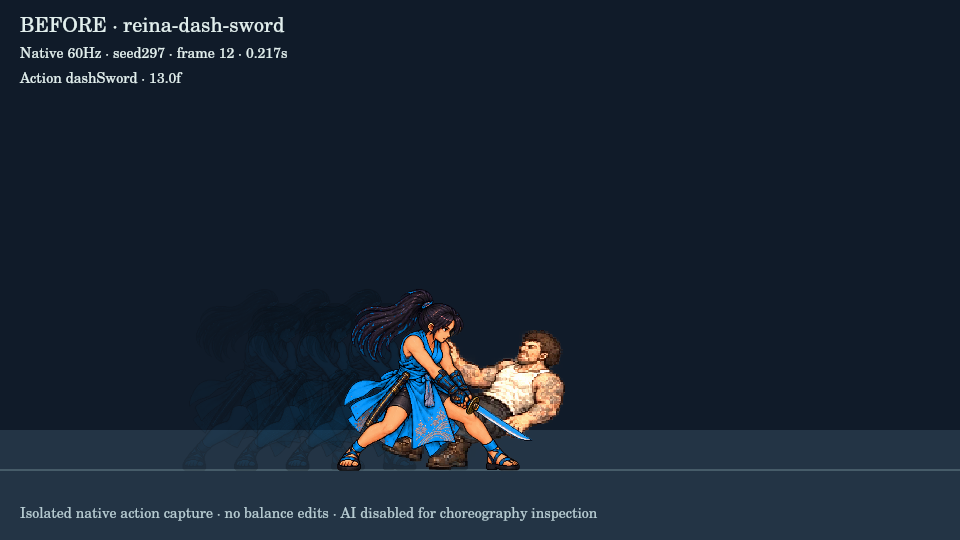 BEFORE · reina-dash-sword
Native 60Hz · seed297 · frame 12 · 0.217s
Action dashSword · 13.0f
Isolated native action capture · no balance edits · AI disabled for choreography inspection